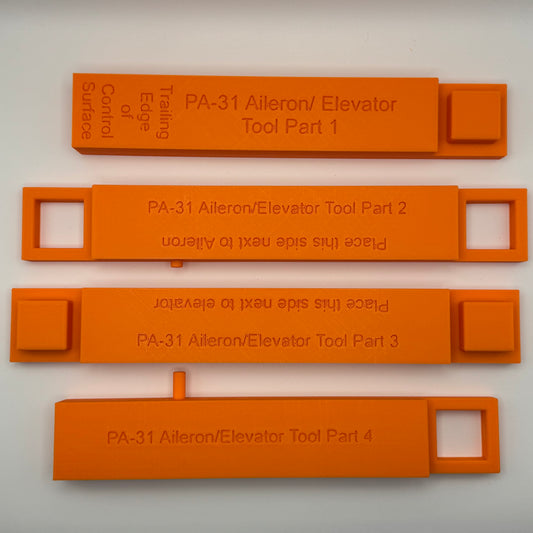 Trailing
Edge
of
Control
Surface
PA-31 Aileron/ Elevator
Tool Part 1
PA-31 Aileron/Elevator Tool Part 2
Place this side next to Aileron
Place this side next to elevator
PA-31 Aileron/Elevator Tool Part 3
PA-31 Aileron/Elevator Tool Part 4